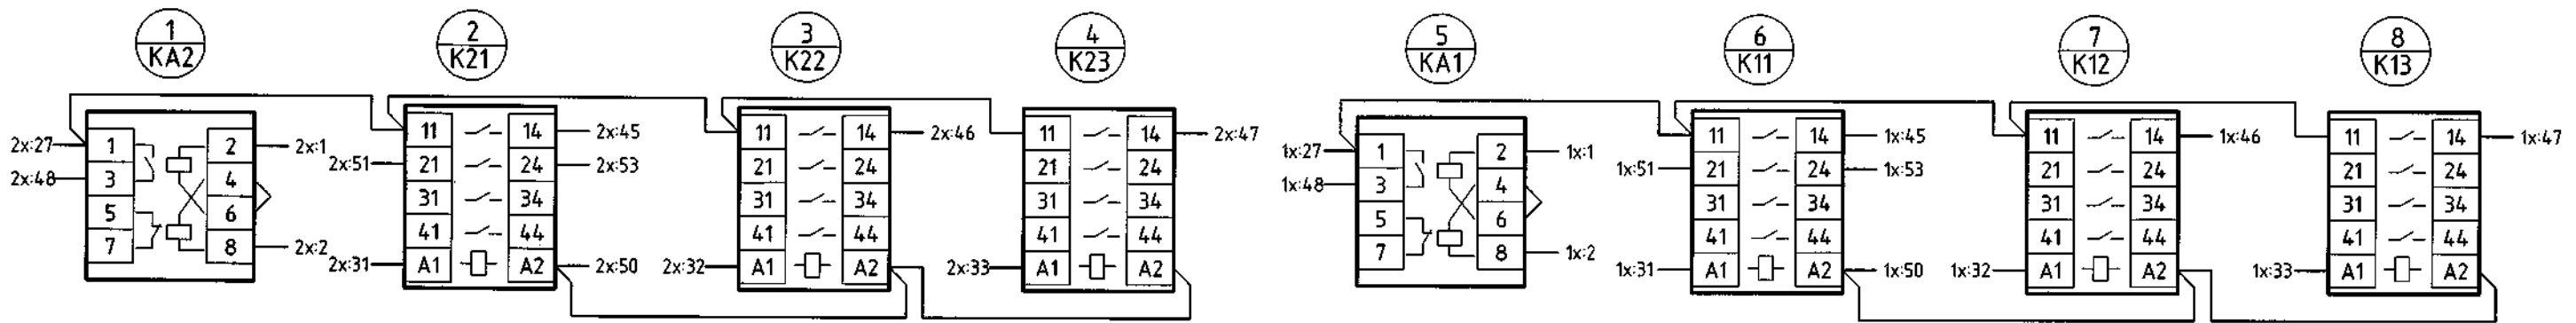 1 2 3 4 5 6 7 8
KA2 K21 K22 K23 KA1 K11 K12 K13
2x:27 1 2 2x:1
2x:48 3 4
5 6
7 8 2x:2
11 14 2x:45
2x:51 21 24 2x:53
31 34
41 44
2x:31 A1 A2 2x:50
11 14 2x:46
21 24
31 34
41 44
2x:32 A1 A2
11 14 2x:47
21 24
31 34
41 44
2x:33 A1 A2
1x:27 1 2 1x:1
1x:48 3 4
5 6
7 8 1x:2
11 14 1x:45
1x:51 21 24 1x:53
31 34
41 44
1x:31 A1 A2 1x:50
11 14 1x:46
21 24
31 34
41 44
1x:32 A1 A2
11 14 1x:47
21 24
31 34
41 44
1x:33 A1 A2